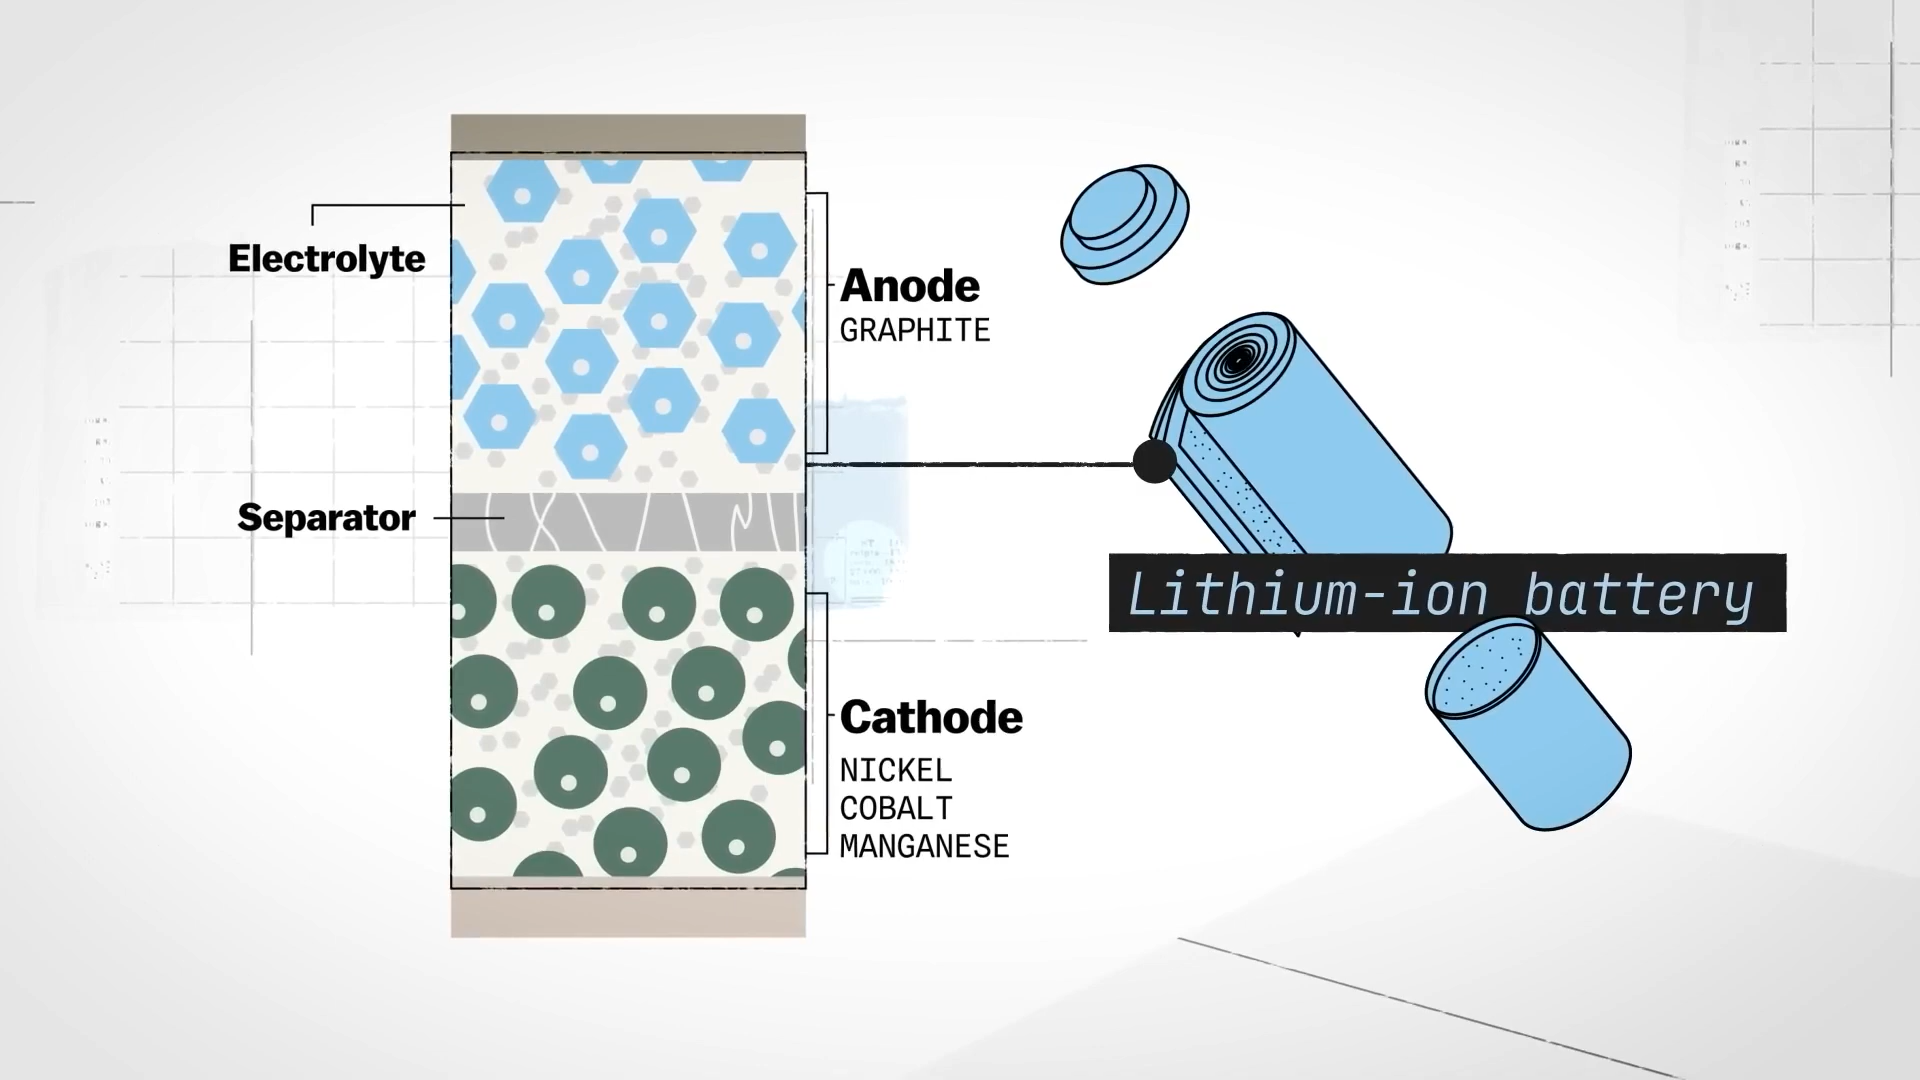 Electrolyte
Separator
Anode
GRAPHITE
Cathode
NICKEL
COBALT
MANGANESE
Lithium-ion battery